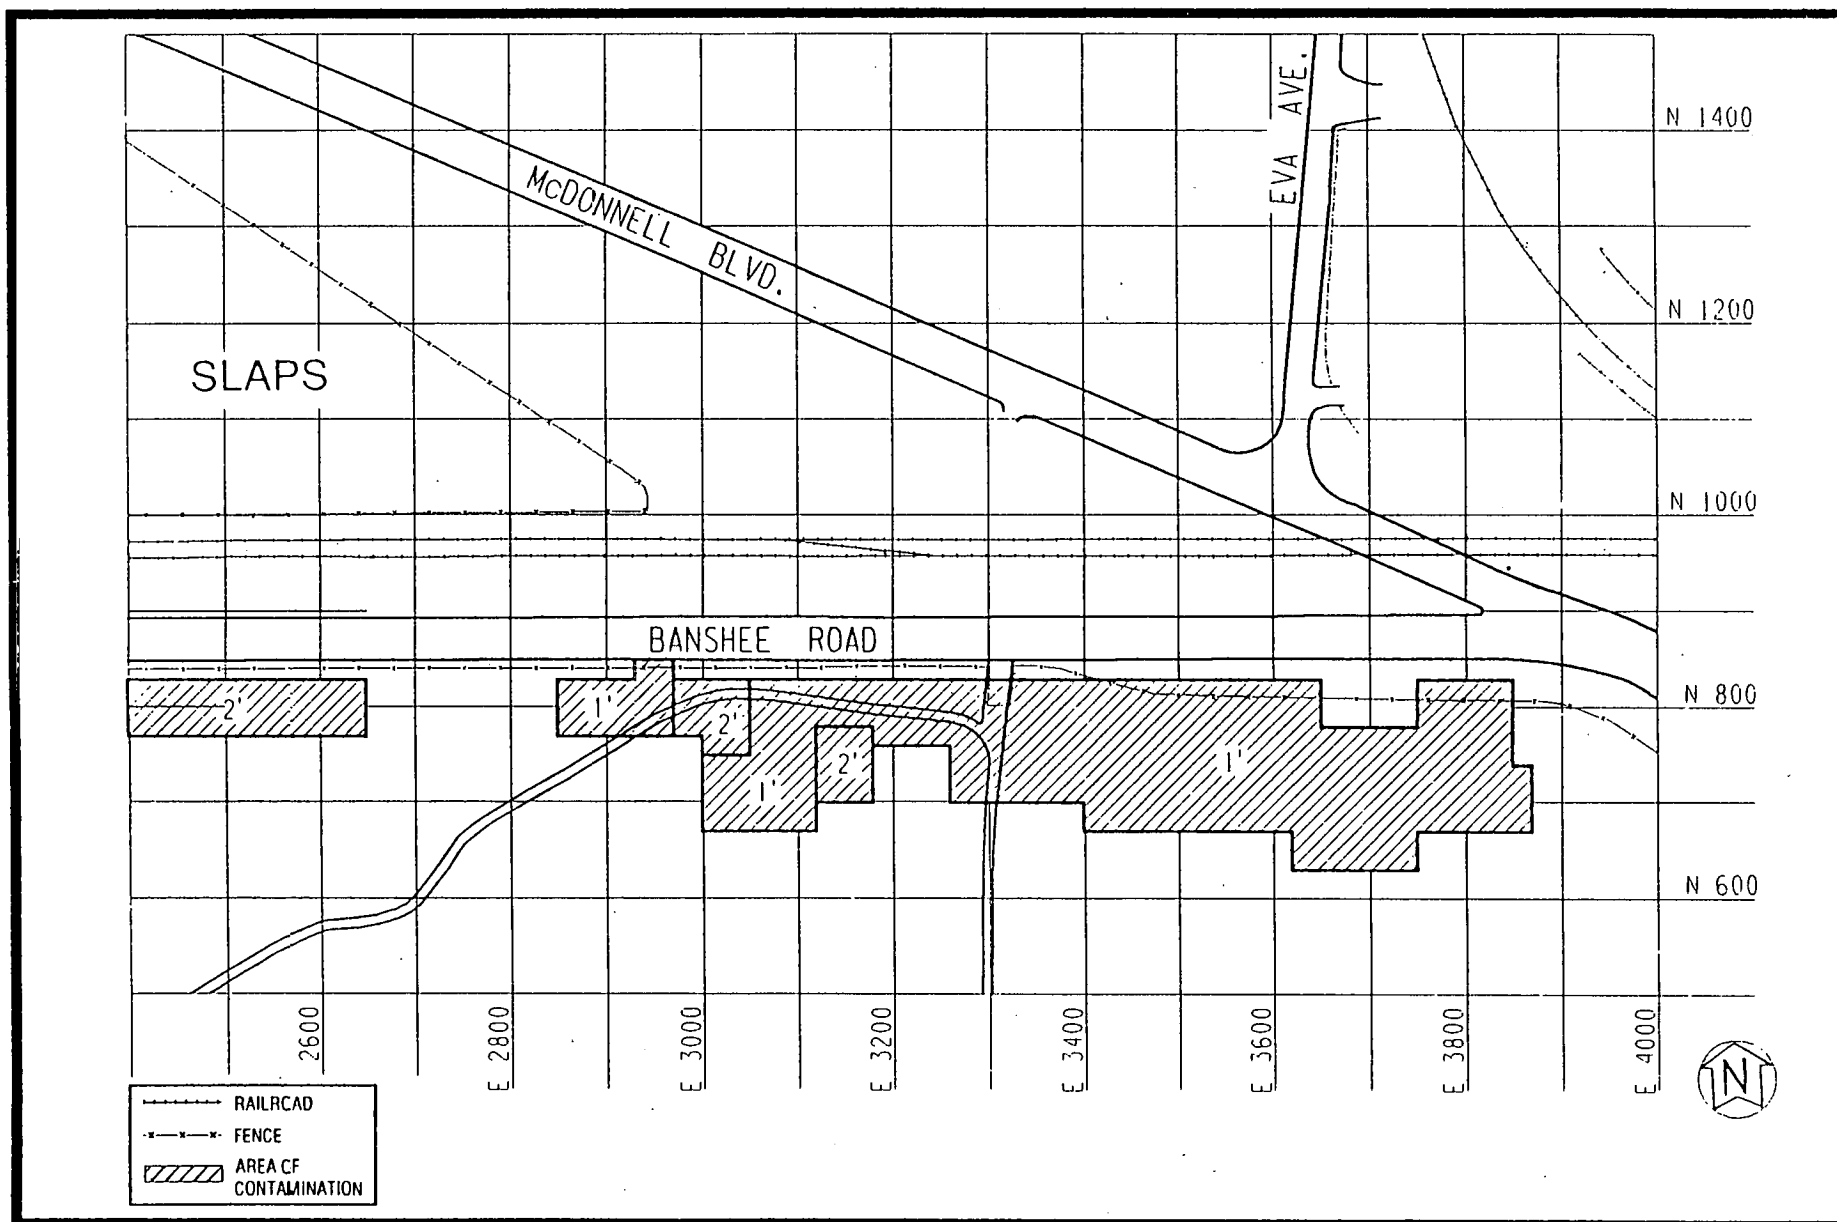 EVA AVE.
N 1400
McDONNELL BLVD.
N 1200
SLAPS
N 1000
BANSHEE ROAD
N 800
2'
1'
2'
2'
1'
1'
N 600
2600
E 2800
E 3000
E 3200
E 3400
E 3600
E 3800
E 4000
N
RAILRCAD
FENCE
AREA CF
CONTAMINATION